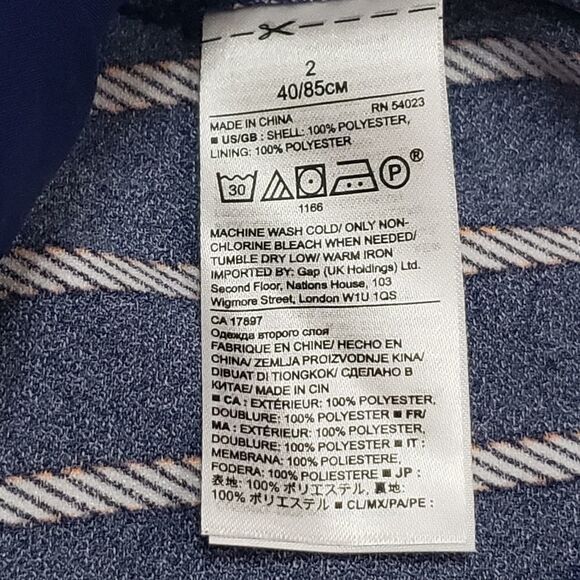 2
40/85CM
MADE IN CHINA RN 54023
■ US/GB : SHELL: 100% POLYESTER,
LINING: 100% POLYESTER
30 P ®
1166
MACHINE WASH COLD/ ONLY NON-
CHLORINE BLEACH WHEN NEEDED/
TUMBLE DRY LOW/ WARM IRON
IMPORTED BY: Gap (UK Holdings) Ltd.
Second Floor, Nations House, 103
Wigmore Street, London W1U 1QS
CA 17897
Одежда второго слоя
FABRIQUE EN CHINE/ HECHO EN
CHINA/ ZEMLJA PROIZVODNJE KINA/
DIBUAT DI TIONGKOK/ СДЕЛАНО В
КИТАЕ/ MADE IN CIN
■ CA : EXTÉRIEUR: 100% POLYESTER,
DOUBLURE: 100% POLYESTER ■ FR/
MA : EXTÉRIEUR: 100% POLYESTER,
DOUBLURE: 100% POLYESTER ■ IT :
MEMBRANA: 100% POLIESTERE,
FODERA: 100% POLIESTERE ■ JP :
表地: 100% ポリエステル, 裏地:
100% ポリエステル ■ CL/MX/PA/PE :